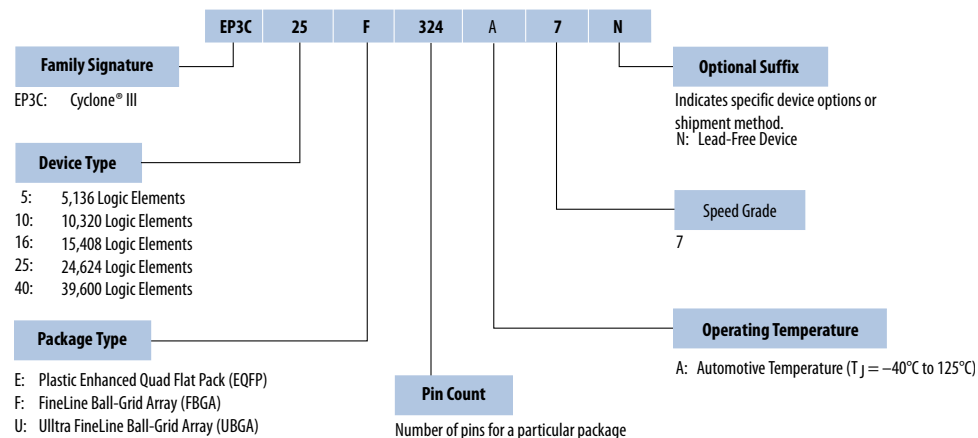 EP3C 25 F 324 A 7 N
Family Signature
EP3C: Cyclone® III
Optional Suffix
Indicates specific device options or
shipment method.
N: Lead-Free Device
Device Type
5: 5,136 Logic Elements
10: 10,320 Logic Elements
16: 15,408 Logic Elements
25: 24,624 Logic Elements
40: 39,600 Logic Elements
Speed Grade
7
Package Type
E: Plastic Enhanced Quad Flat Pack (EQFP)
F: FineLine Ball-Grid Array (FBGA)
U: Ulltra FineLine Ball-Grid Array (UBGA)
Operating Temperature
A: Automotive Temperature (T J = –40°C to 125°C)
Pin Count
Number of pins for a particular package